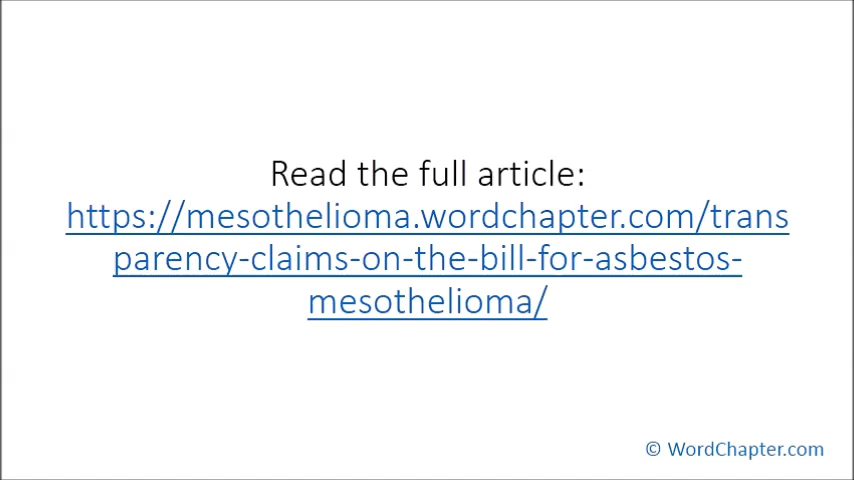 Read the full article:
https://mesothelioma.wordchapter.com/trans
parency-claims-on-the-bill-for-asbestos-
mesothelioma/
© WordChapter.com